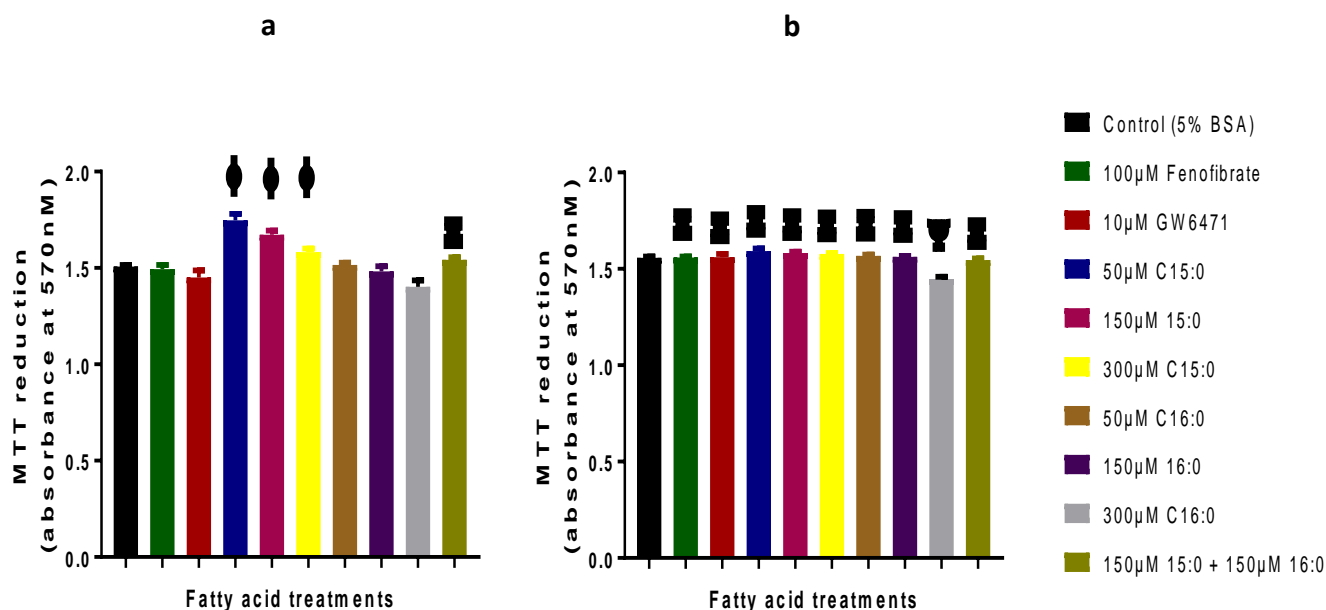 a
b
MTT reduction
(absorbance at 570nM)
2.0
1.5
1.0
0.5
0.0
Fatty acid treatments
MTT reduction
(absorbance at 570nM)
2.0
1.5
1.0
0.5
0.0
Fatty acid treatments
Control (5% BSA)
100µM Fenofibrate
10µM GW6471
50µM C15:0
150µM 15:0
300µM C15:0
50µM C16:0
150µM 16:0
300µM C16:0
150µM 15:0 + 150µM 16:0